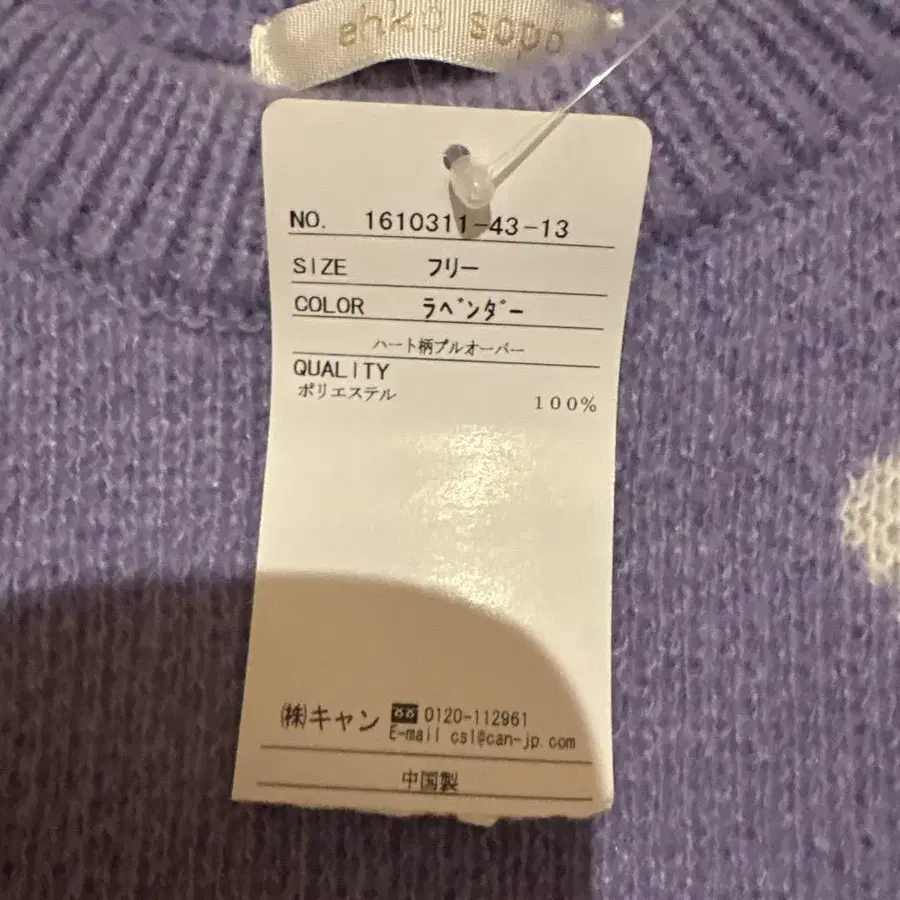 ehka sopo
NO. 1610311-43-13
SIZE フリー
COLOR ラベンダー
ハート柄プルオーバー
QUALITY
ポリエステル 100%
㈱キャン 0120-112961
E-mail csl@can-jp.com
中国製